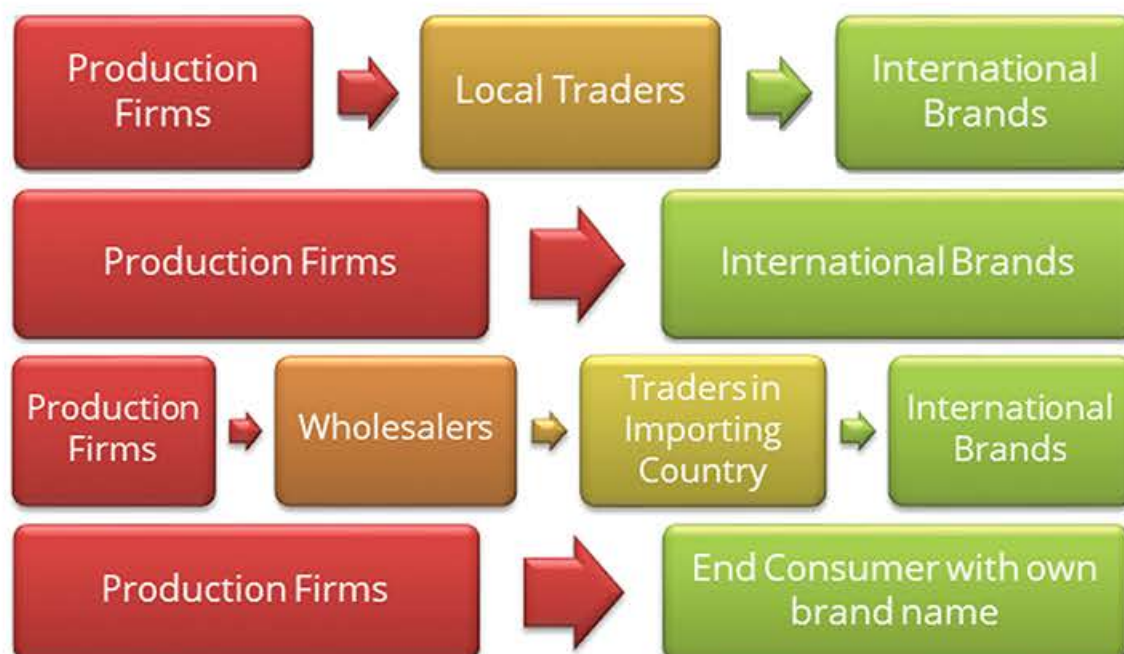 Production
Firms
Local Traders
International
Brands
Production Firms
International Brands
Production
Firms
Wholesalers
Traders in
Importing
Country
International
Brands
Production Firms
End Consumer with own
brand name